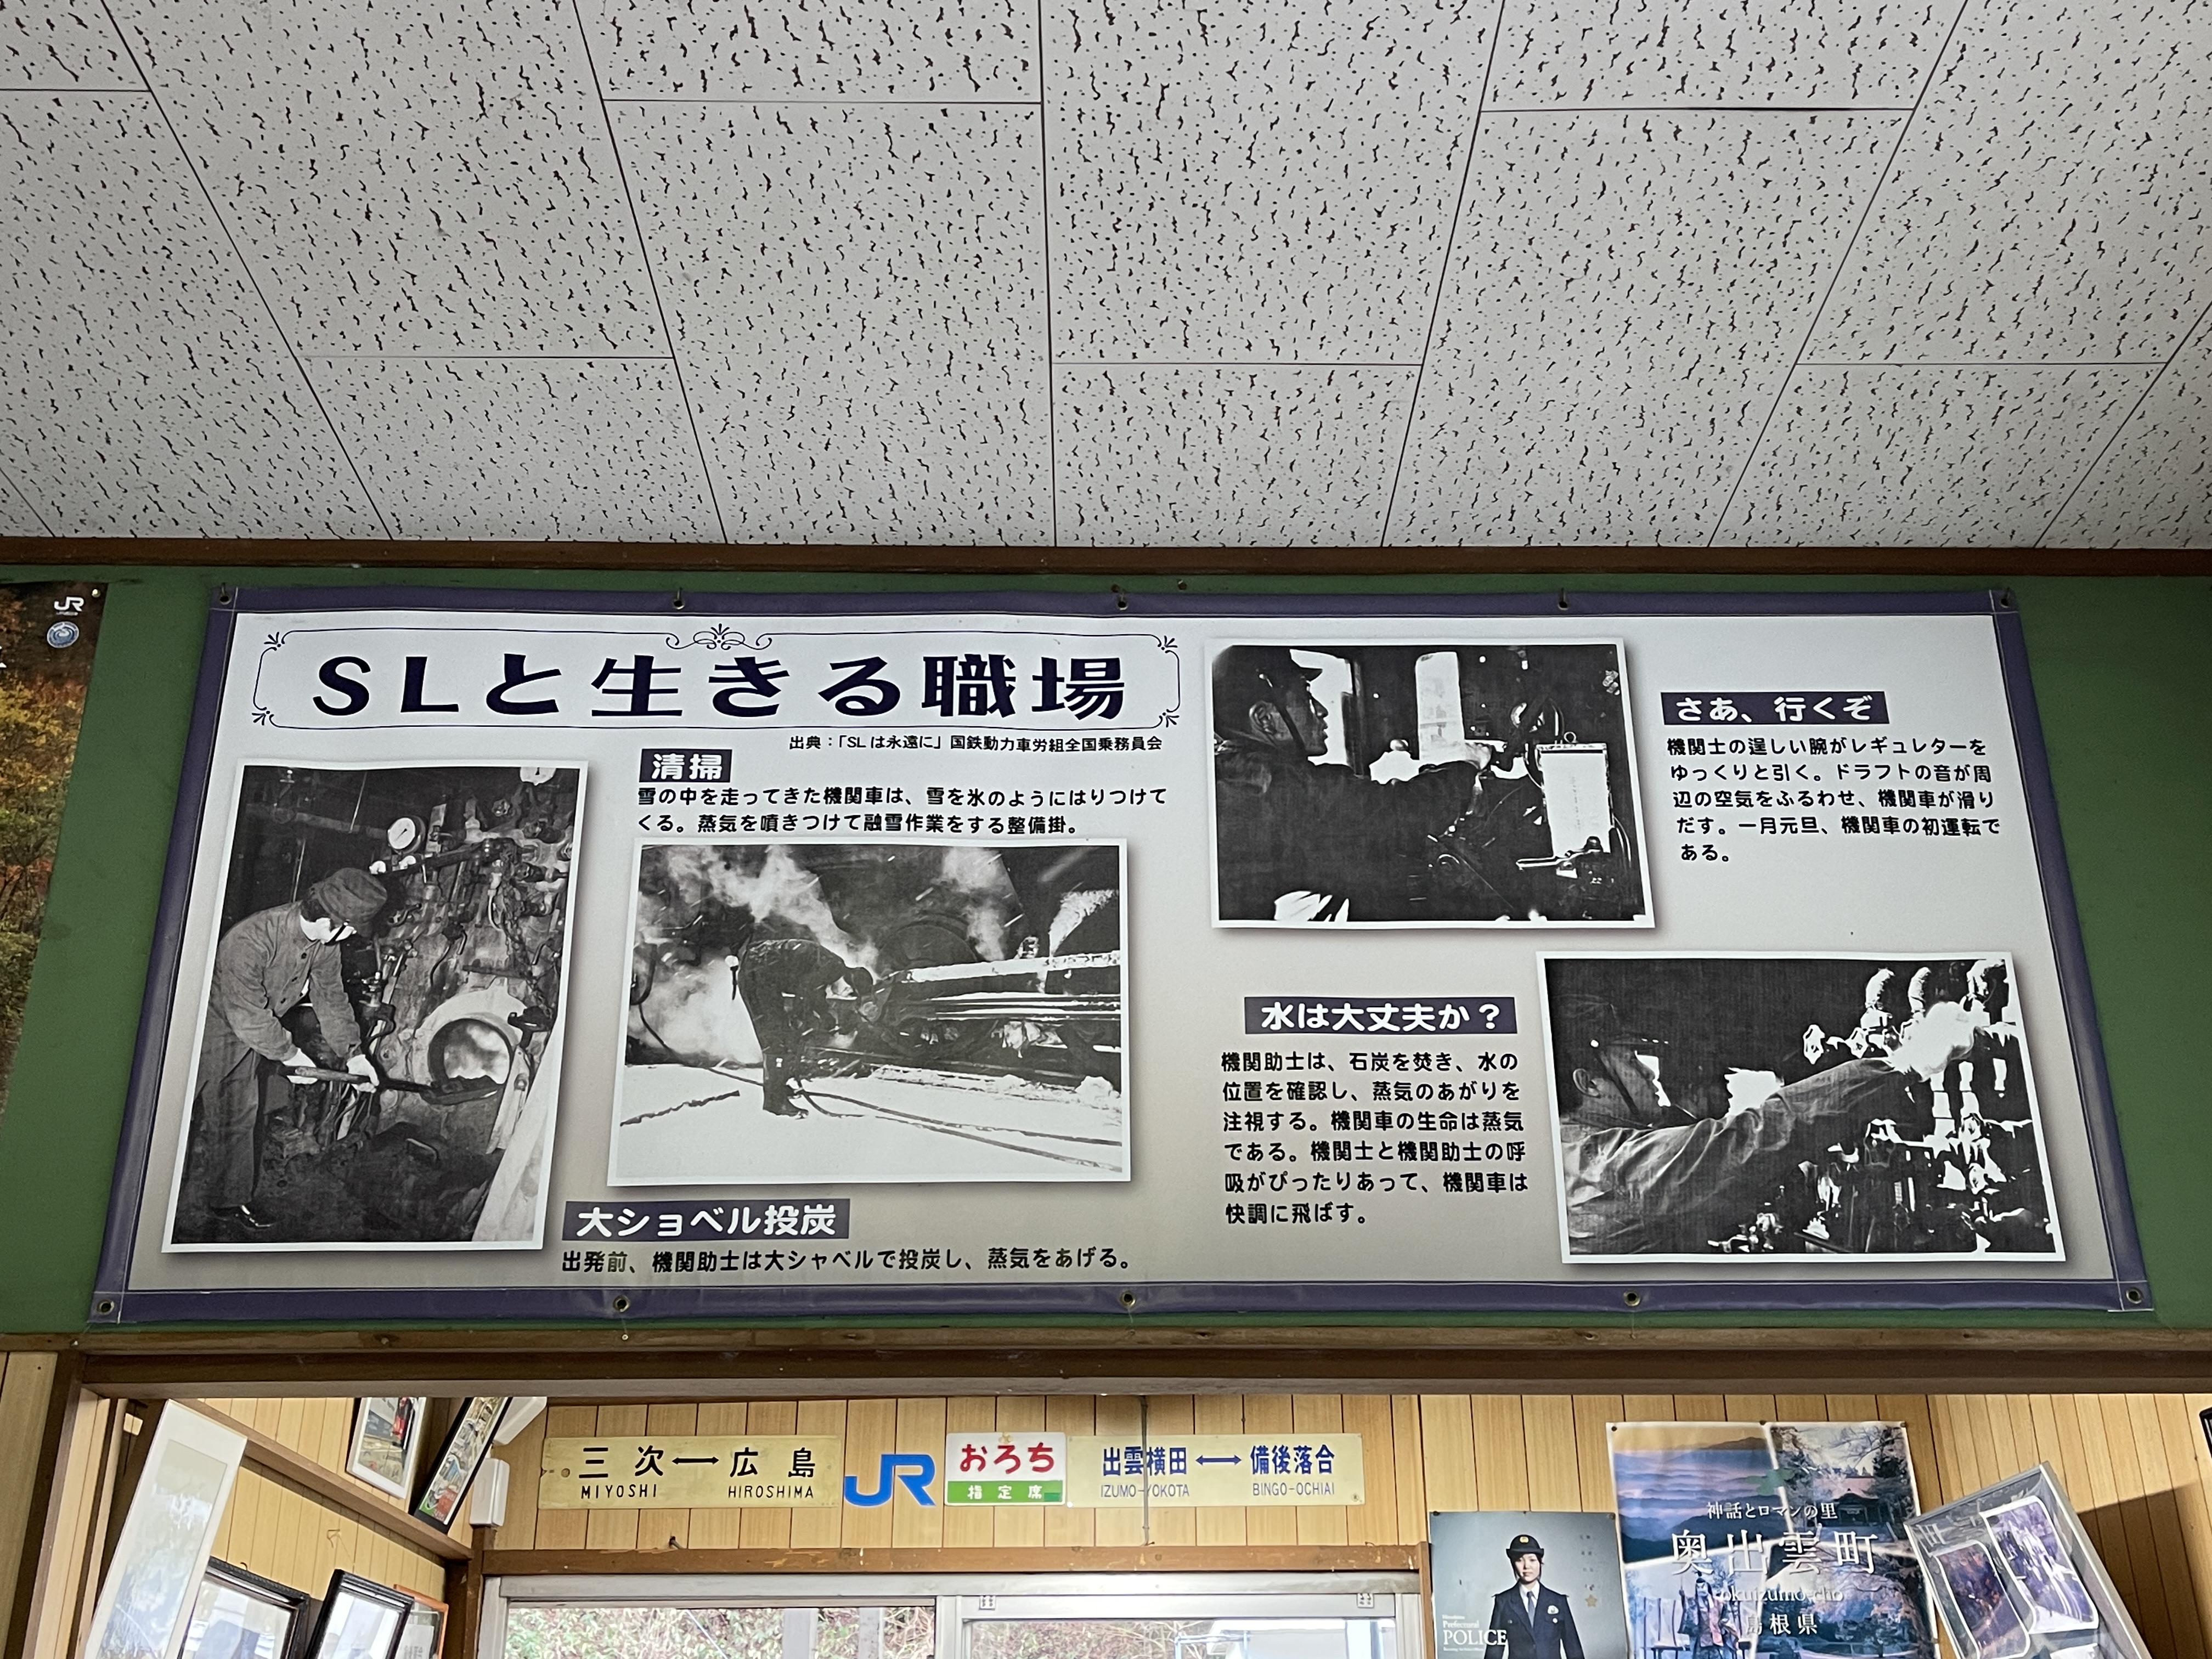 JR
SLと生きる職場
出典：「SLは永遠に」国鉄動力車労組全国乗務員会
清掃
雪の中を走ってきた機関車は、雪を氷のようにはりつけて
くる。蒸気を噴きつけて融雪作業をする整備掛。
大ショベル投炭
出発前、機関助士は大シャベルで投炭し、蒸気をあげる。
さあ、行くぞ
機関士の逞しい腕がレギュレターを
ゆっくりと引く。ドラフトの音が周
辺の空気をふるわせ、機関車が滑り
だす。一月元旦、機関車の初運転で
ある。
水は大丈夫か？
機関助士は、石炭を焚き、水の
位置を確認し、蒸気のあがりを
注視する。機関車の生命は蒸気
である。機関士と機関助士の呼
吸がぴったりあって、機関車は
快調に飛ばす。
三次↔広島
MIYOSHI HIROSHIMA
JR
おろち
指定席
出雲横田↔備後落合
IZUMO-YOKOTA BINGO-OCHIAI
Prefectural
POLICE
神話とロマンの里
奥出雲町
okuizumo.cho
島根県